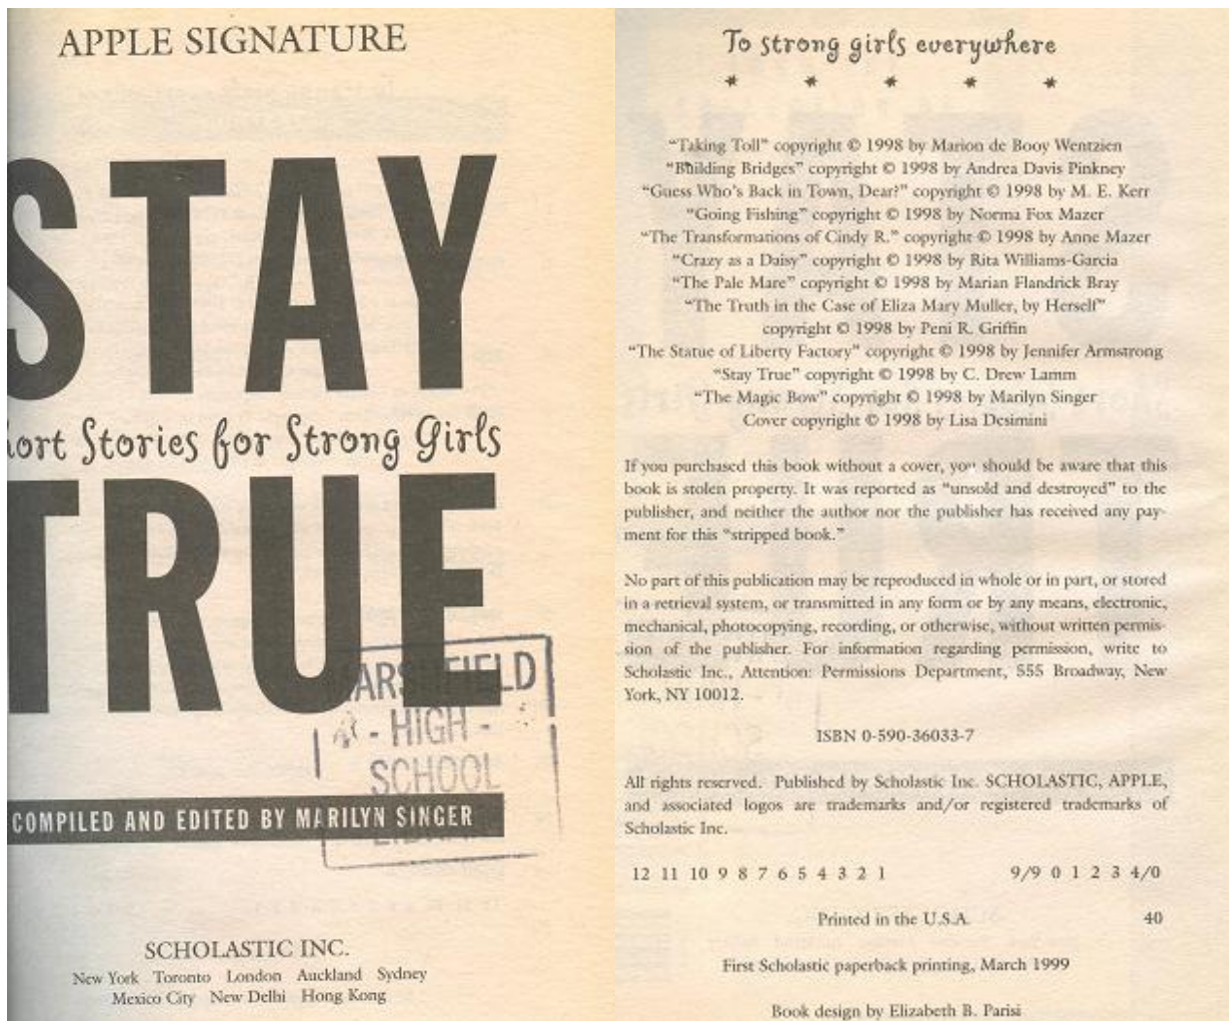 APPLE SIGNATURE
STAY
Short Stories for Strong Girls
TRUE
MARSHFIELD
- HIGH -
SCHOOL
COMPILED AND EDITED BY MARILYN SINGER
SCHOLASTIC INC.
New York Toronto London Auckland Sydney
Mexico City New Delhi Hong Kong
To strong girls everywhere
* * * * *
“Taking Toll” copyright © 1998 by Marion de Booy Wentzien
“Building Bridges” copyright © 1998 by Andrea Davis Pinkney
“Guess Who’s Back in Town, Dear?” copyright © 1998 by M. E. Kerr
“Going Fishing” copyright © 1998 by Norma Fox Mazer
“The Transformations of Cindy R.” copyright © 1998 by Anne Mazer
“Crazy as a Daisy” copyright © 1998 by Rita Williams-Garcia
“The Pale Mare” copyright © 1998 by Marian Flandrick Bray
“The Truth in the Case of Eliza Mary Muller, by Herself”
copyright © 1998 by Peni R. Griffin
“The Statue of Liberty Factory” copyright © 1998 by Jennifer Armstrong
“Stay True” copyright © 1998 by C. Drew Lamm
“The Magic Bow” copyright © 1998 by Marilyn Singer
Cover copyright © 1998 by Lisa Desimini
If you purchased this book without a cover, you should be aware that this
book is stolen property. It was reported as “unsold and destroyed” to the
publisher, and neither the author nor the publisher has received any pay-
ment for this “stripped book.”
No part of this publication may be reproduced in whole or in part, or stored
in a retrieval system, or transmitted in any form or by any means, electronic,
mechanical, photocopying, recording, or otherwise, without written permis-
sion of the publisher. For information regarding permission, write to
Scholastic Inc., Attention: Permissions Department, 555 Broadway, New
York, NY 10012.
ISBN 0-590-36033-7
All rights reserved. Published by Scholastic Inc. SCHOLASTIC, APPLE,
and associated logos are trademarks and/or registered trademarks of
Scholastic Inc.
12 11 10 9 8 7 6 5 4 3 2 1 9/9 0 1 2 3 4/0
Printed in the U.S.A. 40
First Scholastic paperback printing, March 1999
Book design by Elizabeth B. Parisi